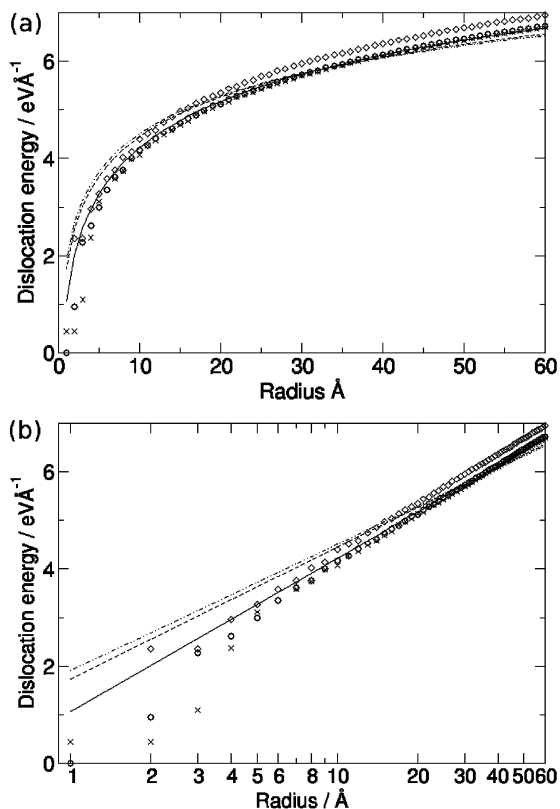 (a)
6
4
2
0
Dislocation energy / eVÅ⁻¹
0 10 20 30 40 50 60
Radius Å
(b)
6
4
2
0
Dislocation energy / eVÅ⁻¹
1 2 3 4 5 6 8 10 20 30 40 50 60
Radius / Å